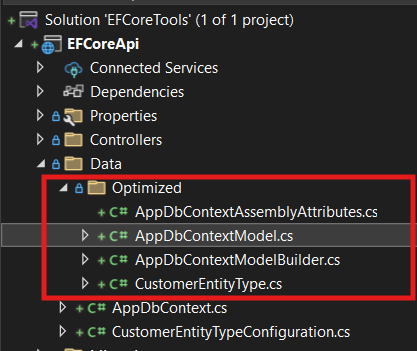 Solution 'EFCoreTools' (1 of 1 project)
EFCoreApi
Connected Services
Dependencies
Properties
Controllers
Data
Optimized
C# AppDbContextAssemblyAttributes.cs
C# AppDbContextModel.cs
C# AppDbContextModelBuilder.cs
C# CustomerEntityType.cs
C# AppDbContext.cs
C# CustomerEntityTypeConfiguration.cs